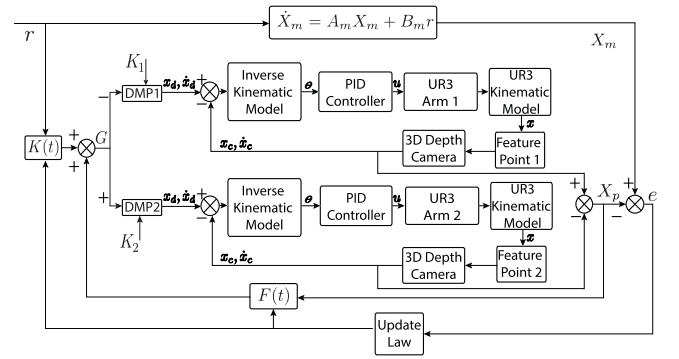 r
Ẋ_m = A_m X_m + B_m r
X_m
K_1
DMP1
x_d, ẋ_d
+
−
Inverse
Kinematic
Model
θ
PID
Controller
u
UR3
Arm 1
UR3
Kinematic
Model
x
Feature
Point 1
3D Depth
Camera
x_c, ẋ_c
−
K(t)
+
+
G
+
DMP2
K_2
x_d, ẋ_d
+
−
Inverse
Kinematic
Model
θ
PID
Controller
u
UR3
Arm 2
UR3
Kinematic
Model
x
Feature
Point 2
3D Depth
Camera
x_c, ẋ_c
+
−
X_p
+
−
e
F(t)
Update
Law